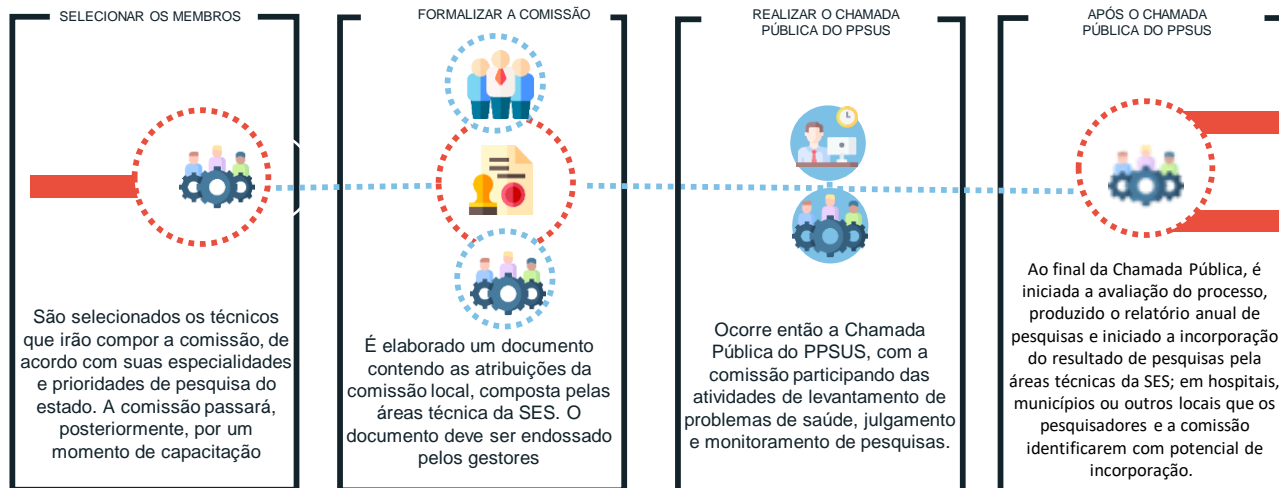 SELECIONAR OS MEMBROS
São selecionados os técnicos
que irão compor a comissão, de
acordo com suas especialidades
e prioridades de pesquisa do
estado. A comissão passará,
posteriormente, por um
momento de capacitação
FORMALIZAR A COMISSÃO
É elaborado um documento
contendo as atribuições da
comissão local, composta pelas
áreas técnica da SES. O
documento deve ser endossado
pelos gestores
REALIZAR O CHAMADA
PÚBLICA DO PPSUS
Ocorre então a Chamada
Pública do PPSUS, com a
comissão participando das
atividades de levantamento de
problemas de saúde, julgamento
e monitoramento de pesquisas.
APÓS O CHAMADA
PÚBLICA DO PPSUS
Ao final da Chamada Pública, é
iniciada a avaliação do processo,
produzido o relatório anual de
pesquisas e iniciado a incorporação
do resultado de pesquisas pela
áreas técnicas da SES; em hospitais,
municípios ou outros locais que os
pesquisadores e a comissão
identificarem com potencial de
incorporação.